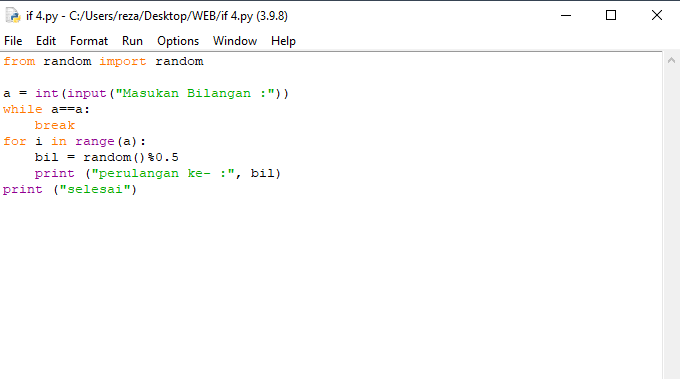 if 4.py - C:/Users/reza/Desktop/WEB/if 4.py (3.9.8)
File Edit Format Run Options Window Help
from random import random
a = int(input("Masukan Bilangan :"))
while a==a:
    break
for i in range(a):
    bil = random()%0.5
    print ("perulangan ke- :", bil)
print ("selesai")